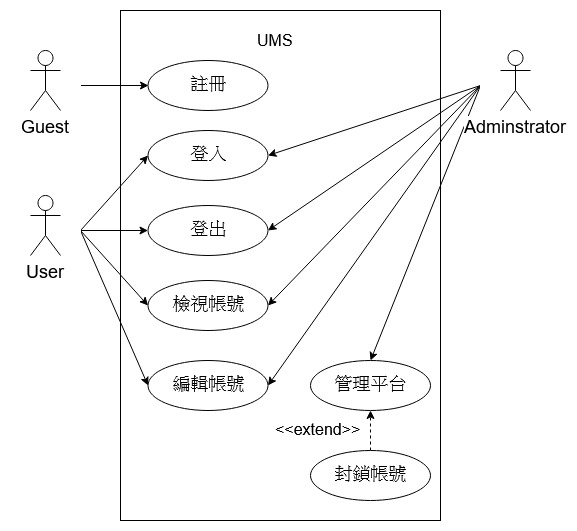 UMS
註冊
Guest
Adminstrator
登入
登出
User
檢視帳號
編輯帳號
管理平台
<<extend>>
封鎖帳號